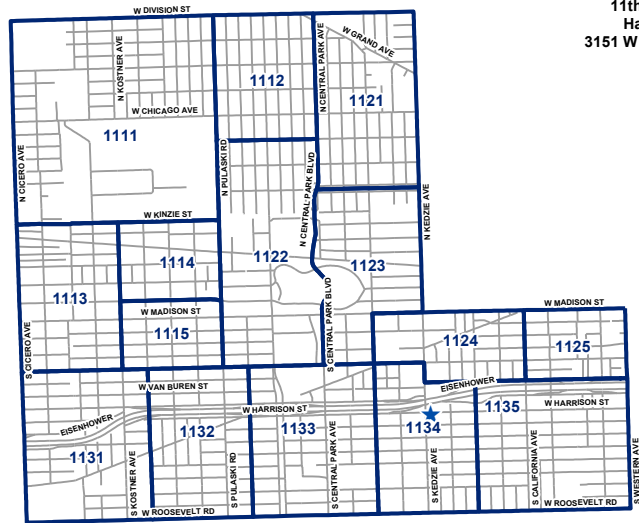 W DIVISION ST
11th
Ha
3151 W
N KOSTNER AVE
N CENTRAL PARK AVE
W GRAND AVE
1112
1121
W CHICAGO AVE
1111
N CICERO AVE
N PULASKI RD
N CENTRAL PARK BLVD
N KEDZIE AVE
W KINZIE ST
1114
1122
1123
1113
W MADISON ST
W MADISON ST
1115
S CICERO AVE
S CENTRAL PARK BLVD
1124
1125
W VAN BUREN ST
EISENHOWER
W HARRISON ST
W HARRISON ST
EISENHOWER
1135
1134
1133
1132
1131
S KOSTNER AVE
S PULASKI RD
S CENTRAL PARK AVE
S KEDZIE AVE
S CALIFORNIA AVE
S WESTERN AVE
W ROOSEVELT RD
W ROOSEVELT RD